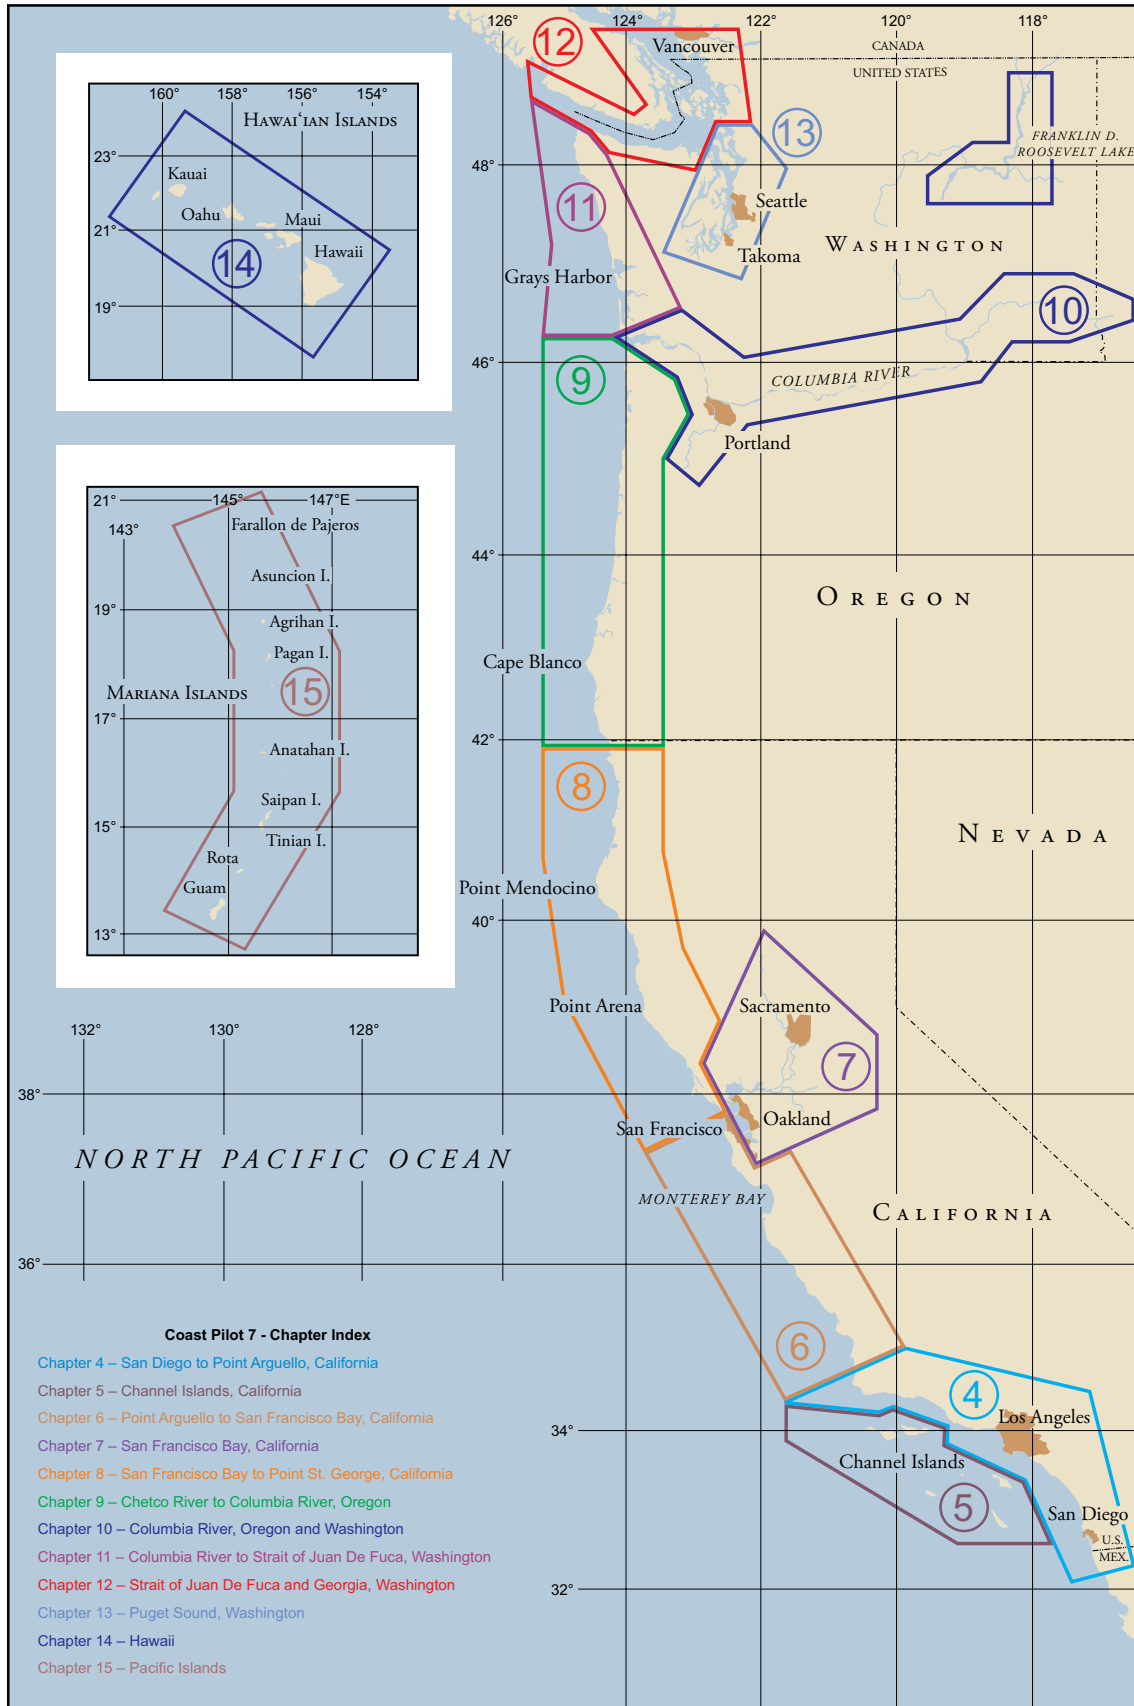 126°
124°
122°
120°
118°
12
Vancouver
CANADA
UNITED STATES
160°
158°
156°
154°
HAWAI‘IAN ISLANDS
23°
Kauai
Oahu
Maui
21°
Hawaii
14
19°
13
FRANKLIN D.
ROOSEVELT LAKE
48°
11
Seattle
Takoma
WASHINGTON
Grays Harbor
10
46°
9
COLUMBIA RIVER
Portland
21°
145°
147°E
143°
Farallon de Pajeros
Asuncion I.
19°
Agrihan I.
Pagan I.
MARIANA ISLANDS
15
17°
Anatahan I.
Saipan I.
15°
Tinian I.
Rota
Guam
13°
44°
OREGON
Cape Blanco
42°
8
NEVADA
Point Mendocino
40°
Point Arena
Sacramento
132°
130°
128°
7
38°
San Francisco
Oakland
NORTH PACIFIC OCEAN
MONTEREY BAY
CALIFORNIA
36°
6
4
Los Angeles
34°
Channel Islands
5
San Diego
U.S.
MEX.
32°
Coast Pilot 7 - Chapter Index
Chapter 4 – San Diego to Point Arguello, California
Chapter 5 – Channel Islands, California
Chapter 6 – Point Arguello to San Francisco Bay, California
Chapter 7 – San Francisco Bay, California
Chapter 8 – San Francisco Bay to Point St. George, California
Chapter 9 – Chetco River to Columbia River, Oregon
Chapter 10 – Columbia River, Oregon and Washington
Chapter 11 – Columbia River to Strait of Juan De Fuca, Washington
Chapter 12 – Strait of Juan De Fuca and Georgia, Washington
Chapter 13 – Puget Sound, Washington
Chapter 14 – Hawaii
Chapter 15 – Pacific Islands